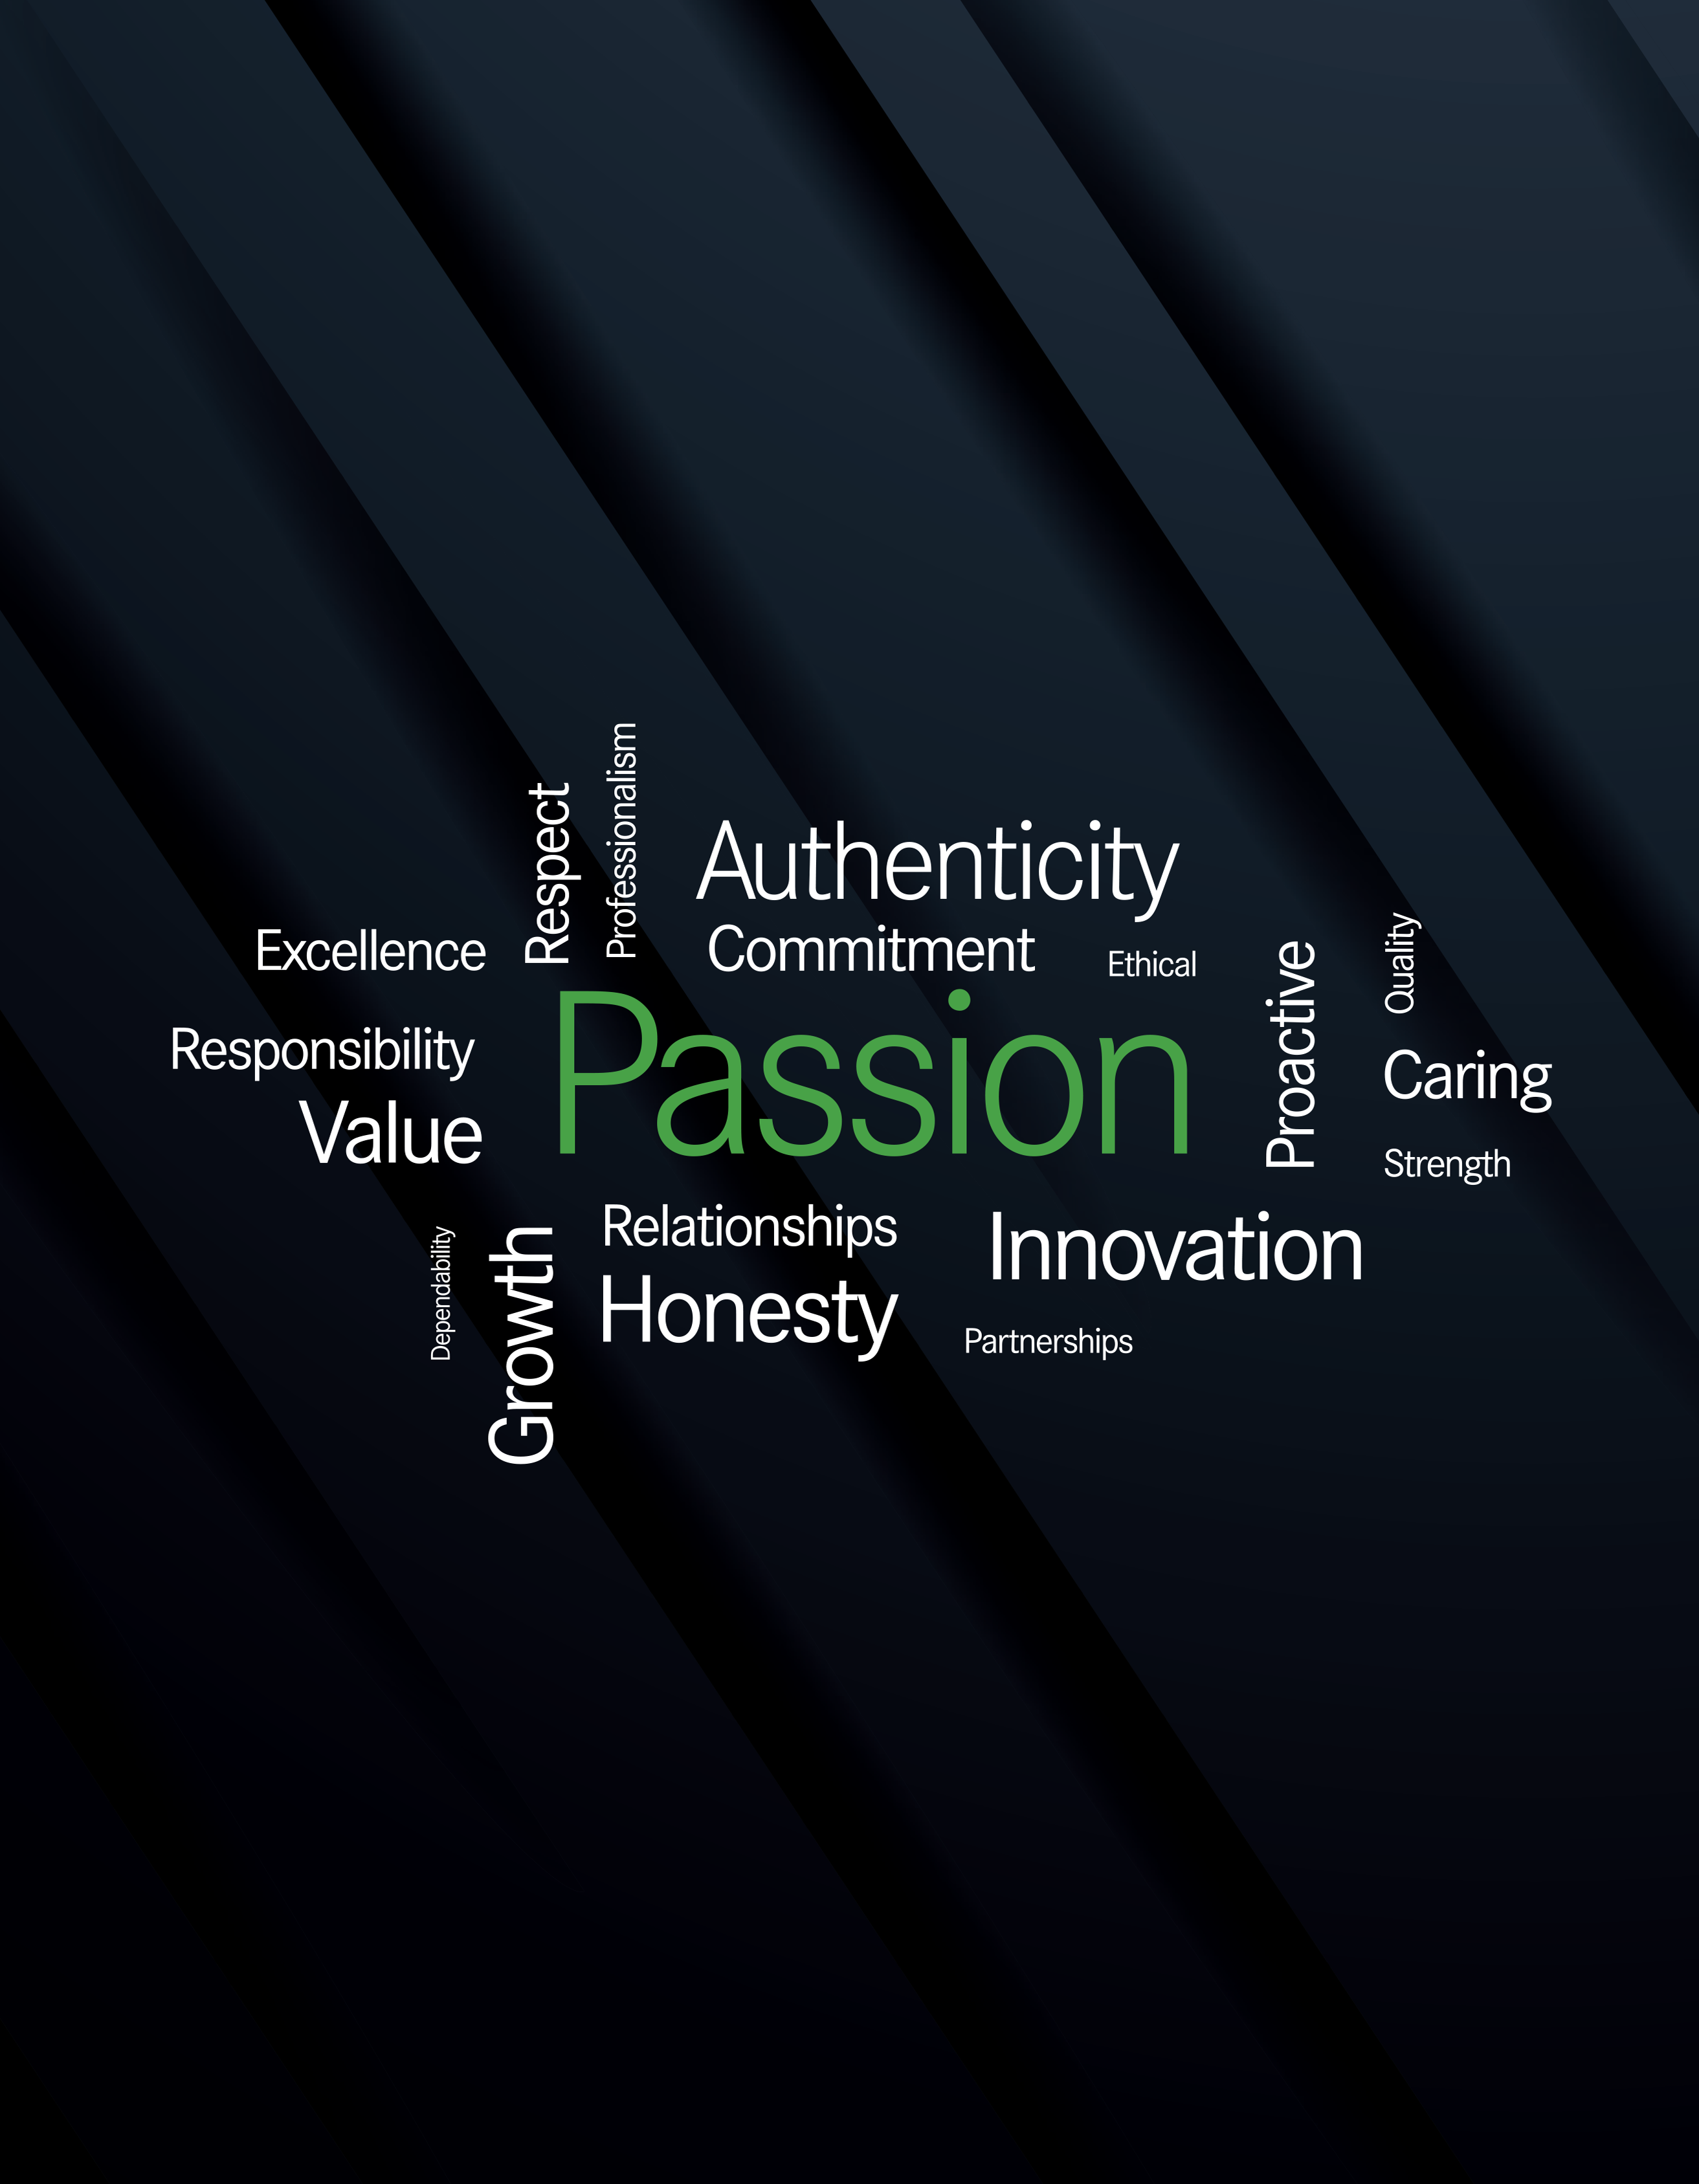 Respect
Professionalism
Authenticity
Excellence
Commitment
Ethical
Quality
Proactive
Responsibility
Passion
Caring
Value
Strength
Dependability
Growth
Relationships
Innovation
Honesty
Partnerships